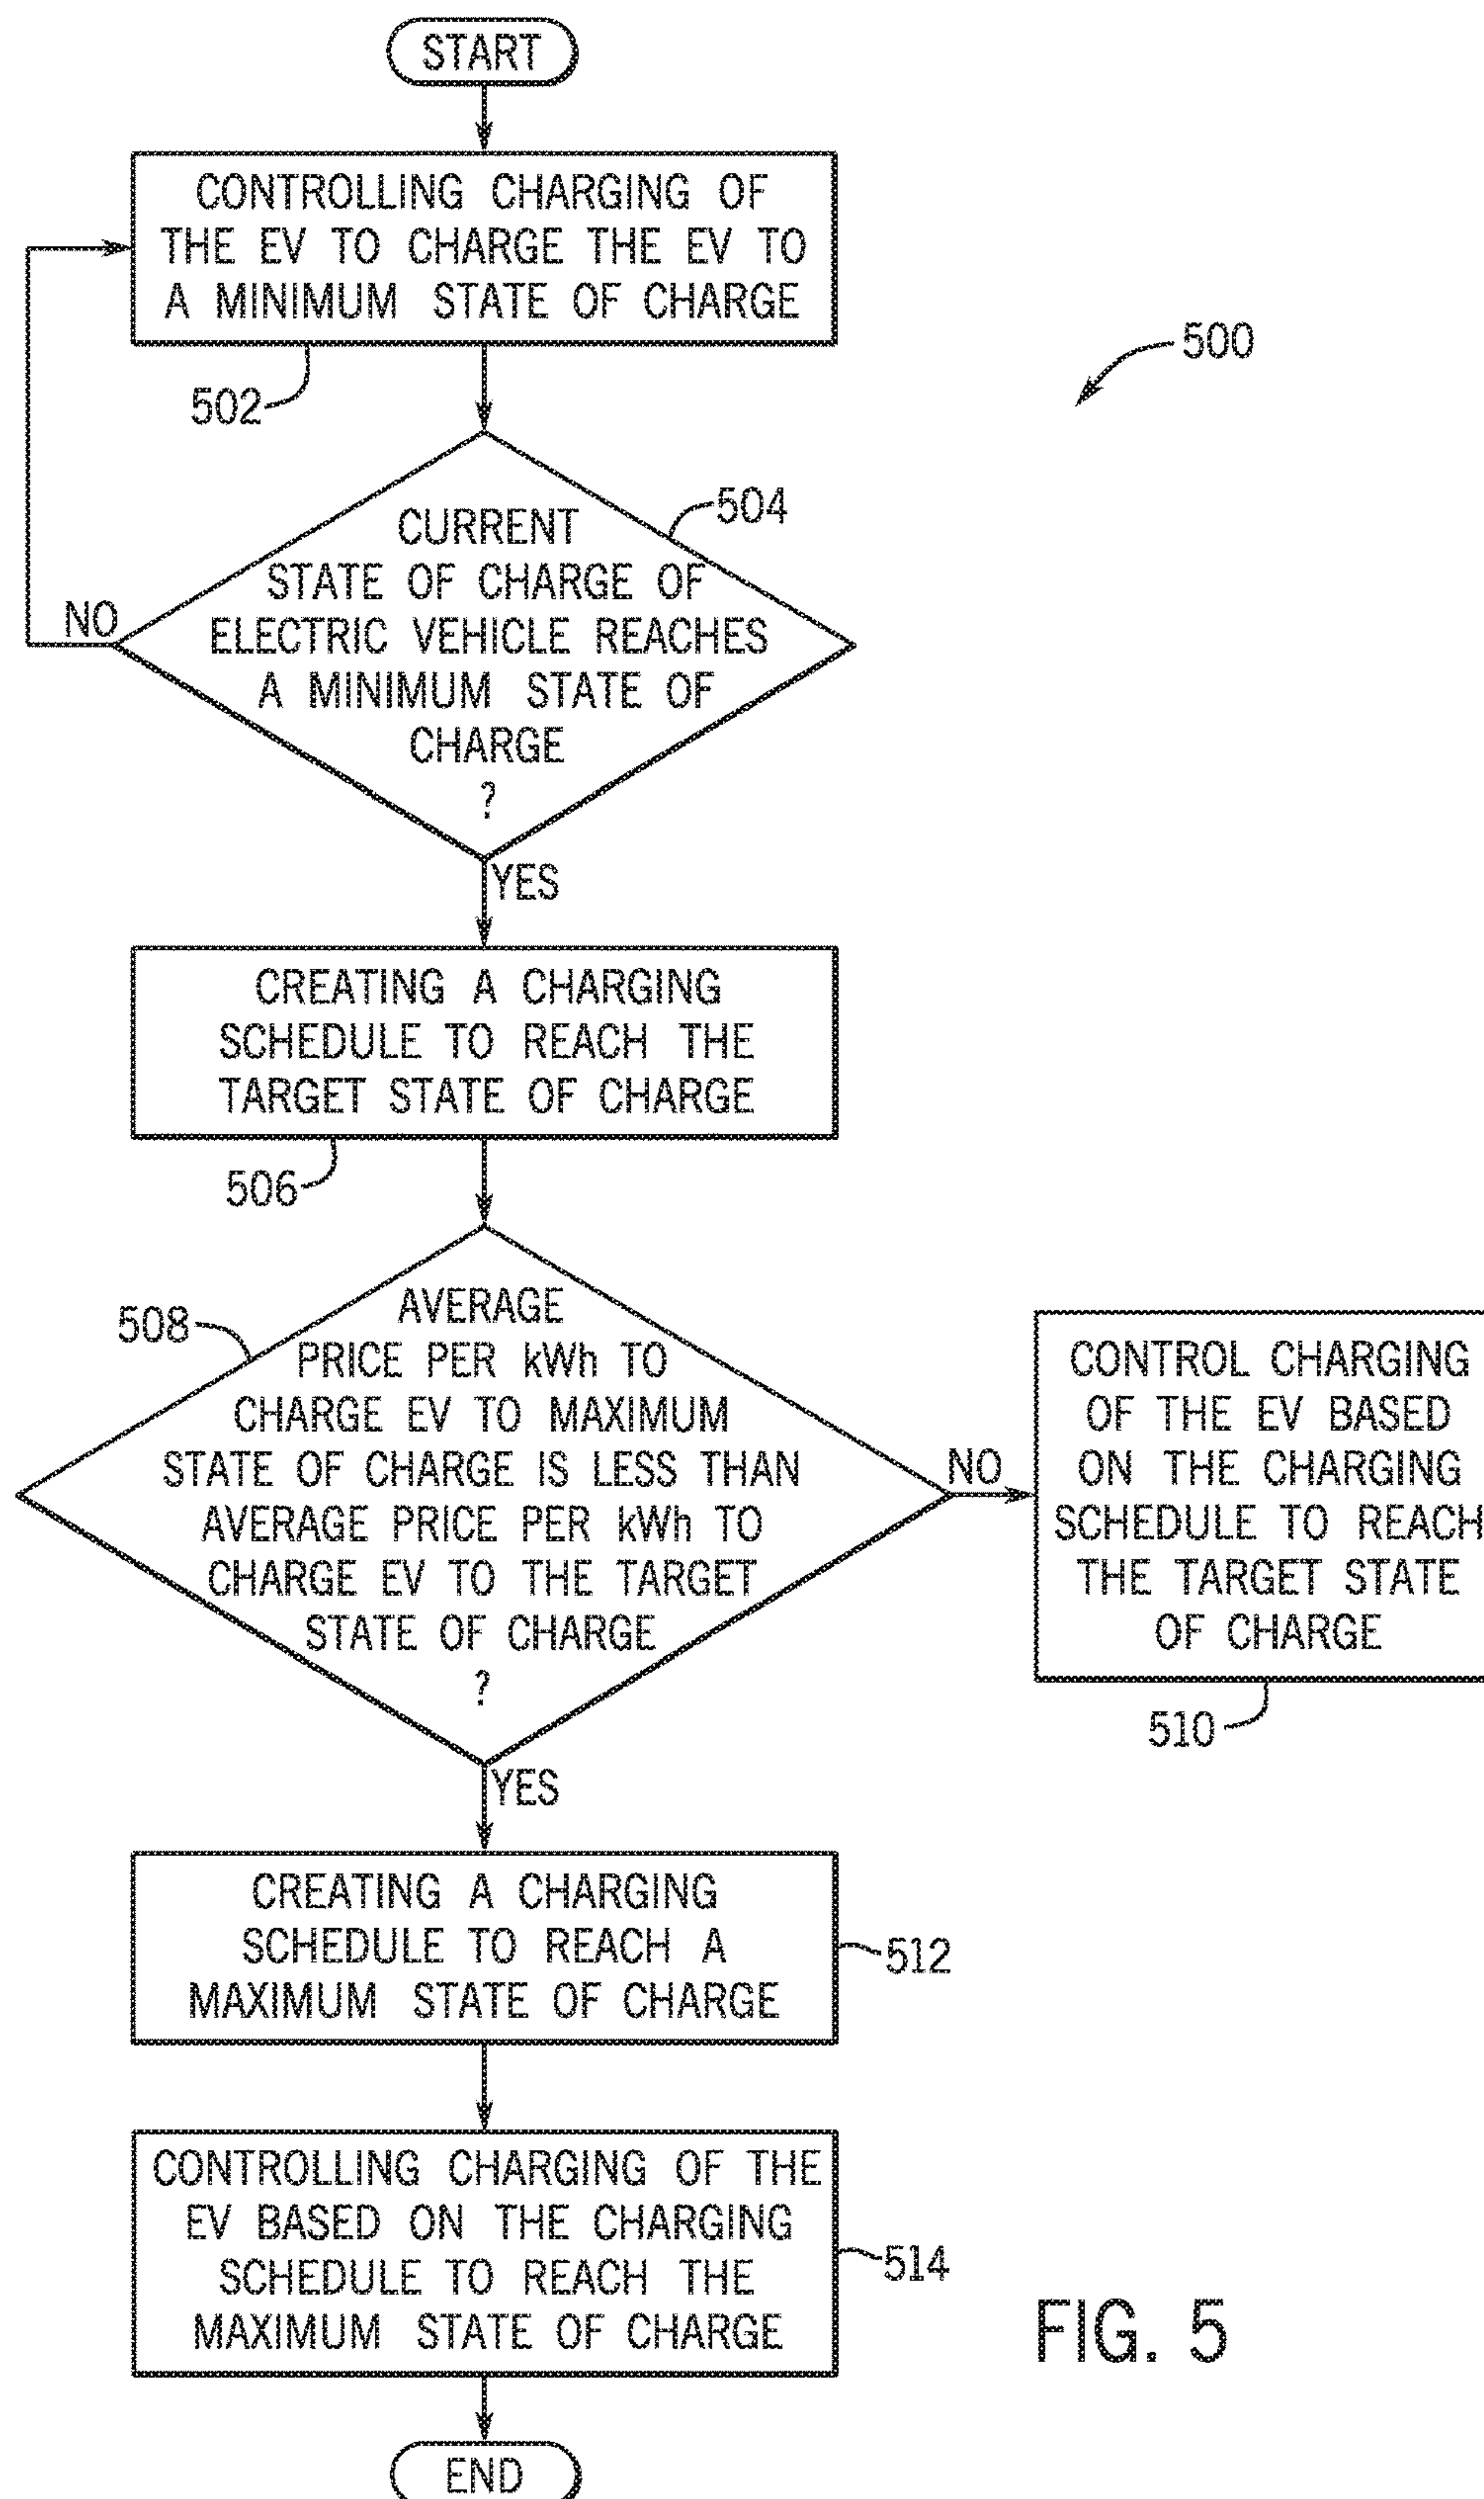 START
CONTROLLING CHARGING OF
THE EV TO CHARGE THE EV TO
A MINIMUM STATE OF CHARGE
500
502
504
CURRENT
STATE OF CHARGE OF
ELECTRIC VEHICLE REACHES
A MINIMUM STATE OF
CHARGE
?
NO
YES
CREATING A CHARGING
SCHEDULE TO REACH THE
TARGET STATE OF CHARGE
506
508
AVERAGE
PRICE PER kWh TO
CHARGE EV TO MAXIMUM
STATE OF CHARGE IS LESS THAN
AVERAGE PRICE PER kWh TO
CHARGE EV TO THE TARGET
STATE OF CHARGE
?
NO
CONTROL CHARGING
OF THE EV BASED
ON THE CHARGING
SCHEDULE TO REACH
THE TARGET STATE
OF CHARGE
510
YES
CREATING A CHARGING
SCHEDULE TO REACH A
MAXIMUM STATE OF CHARGE
512
CONTROLLING CHARGING OF THE
EV BASED ON THE CHARGING
SCHEDULE TO REACH THE
MAXIMUM STATE OF CHARGE
514
FIG. 5
END